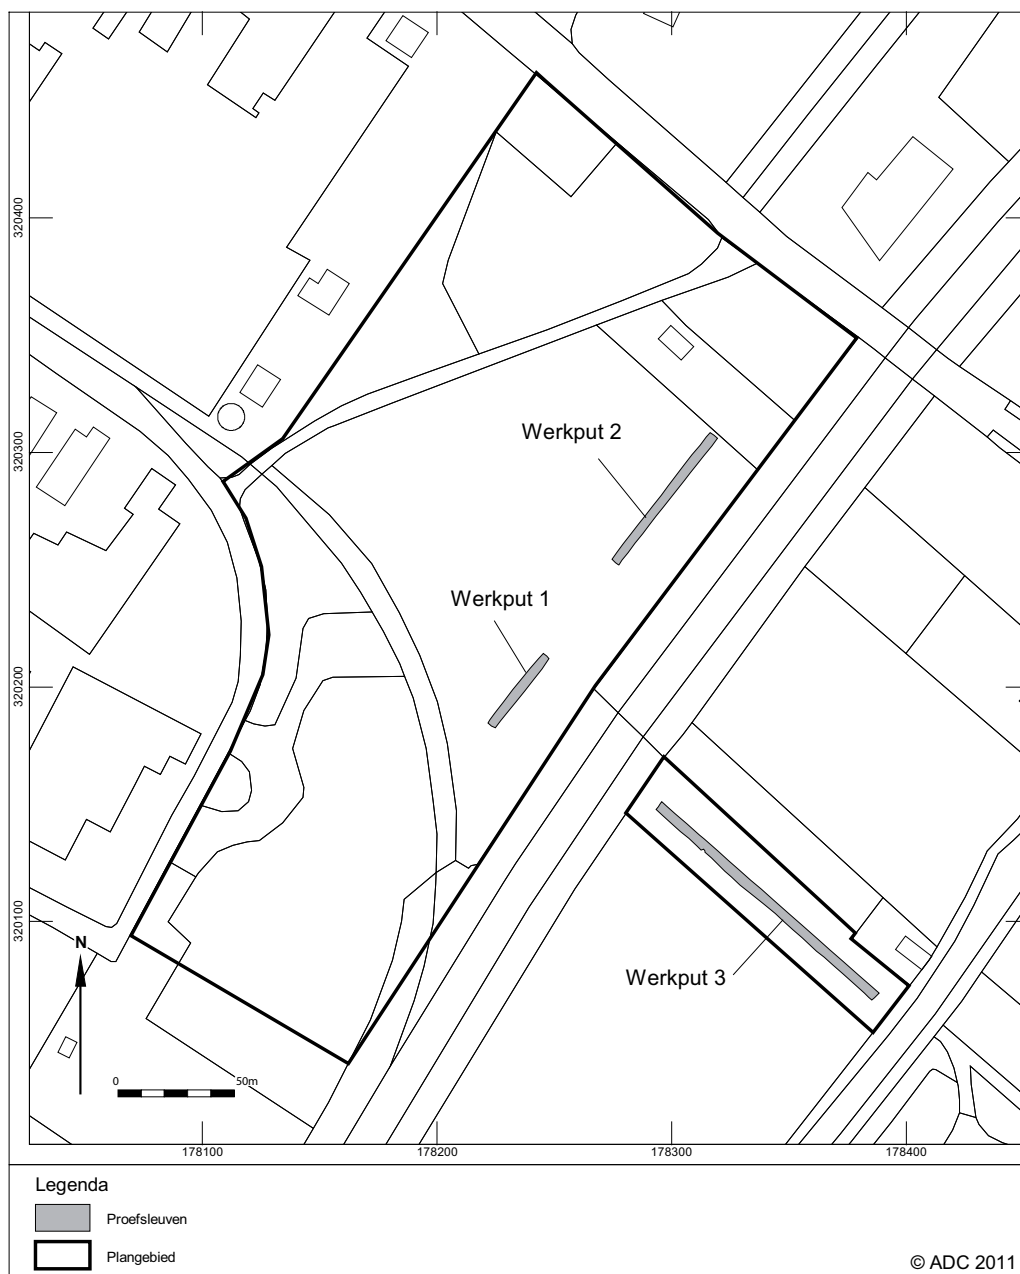 320400
320300
320200
320100
Werkput 2
Werkput 1
Werkput 3
N
0 50m
178100 178200 178300 178400
Legenda
Proefsleuven
Plangebied
© ADC 2011